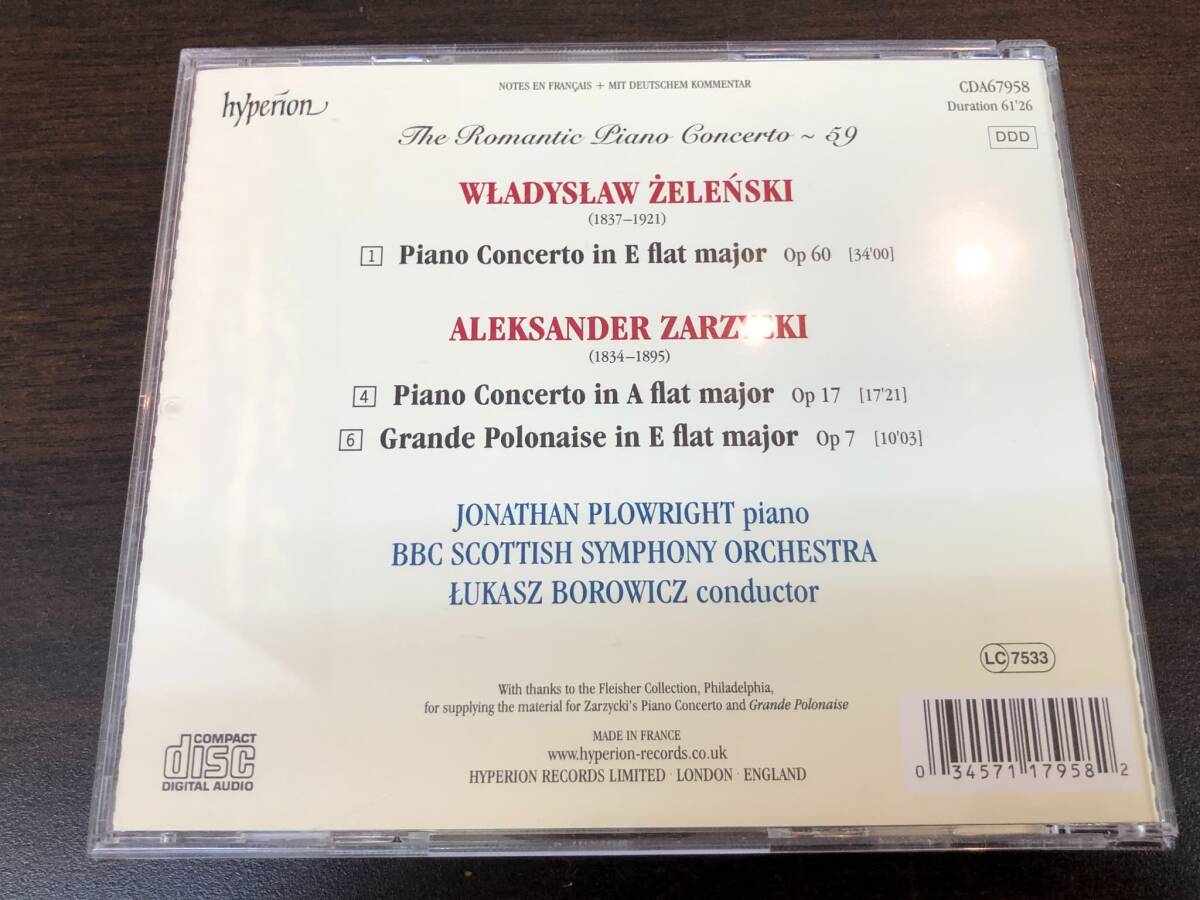 hyperion
NOTES EN FRANÇAIS + MIT DEUTSCHEM KOMMENTAR
CDA67958
Duration 61'26
DDD
The Romantic Piano Concerto ~ 59
WŁADYSŁAW ŻELEŃSKI
(1837–1921)
1 Piano Concerto in E flat major Op 60 [34'00]
ALEKSANDER ZARZYCKI
(1834–1895)
4 Piano Concerto in A flat major Op 17 [17'21]
6 Grande Polonaise in E flat major Op 7 [10'03]
JONATHAN PLOWRIGHT piano
BBC SCOTTISH SYMPHONY ORCHESTRA
ŁUKASZ BOROWICZ conductor
LC 7533
With thanks to the Fleisher Collection, Philadelphia,
for supplying the material for Zarzycki's Piano Concerto and Grande Polonaise
MADE IN FRANCE
www.hyperion-records.co.uk
HYPERION RECORDS LIMITED · LONDON · ENGLAND
COMPACT
disc
DIGITAL AUDIO
0 34571 17958 2